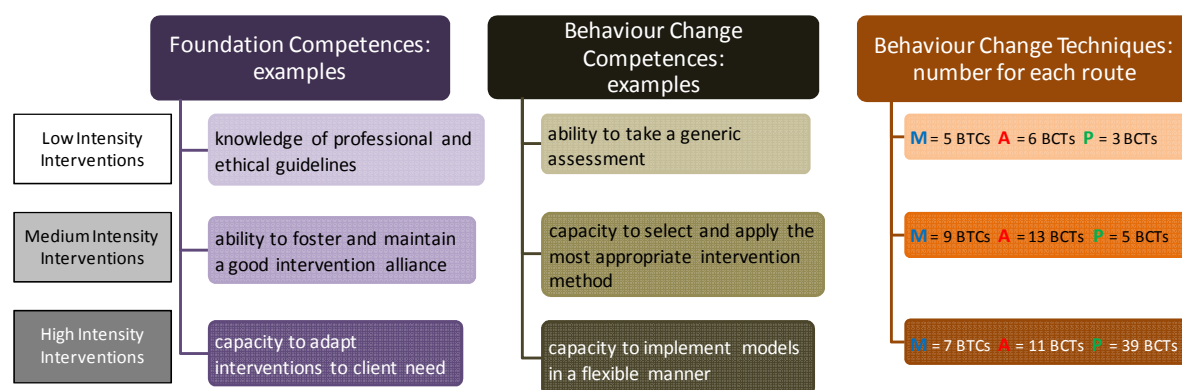 Foundation Competences:
examples
Behaviour Change
Competences:
examples
Behaviour Change Techniques:
number for each route
Low Intensity
Interventions
knowledge of professional and
ethical guidelines
ability to take a generic
assessment
M = 5 BTCs A = 6 BCTs P = 3 BCTs
Medium Intensity
Interventions
ability to foster and maintain
a good intervention alliance
capacity to select and apply the
most appropriate intervention
method
M = 9 BTCs A = 13 BCTs P = 5 BCTs
High Intensity
Interventions
capacity to adapt
interventions to client need
capacity to implement models
in a flexible manner
M = 7 BTCs A = 11 BCTs P = 39 BCTs